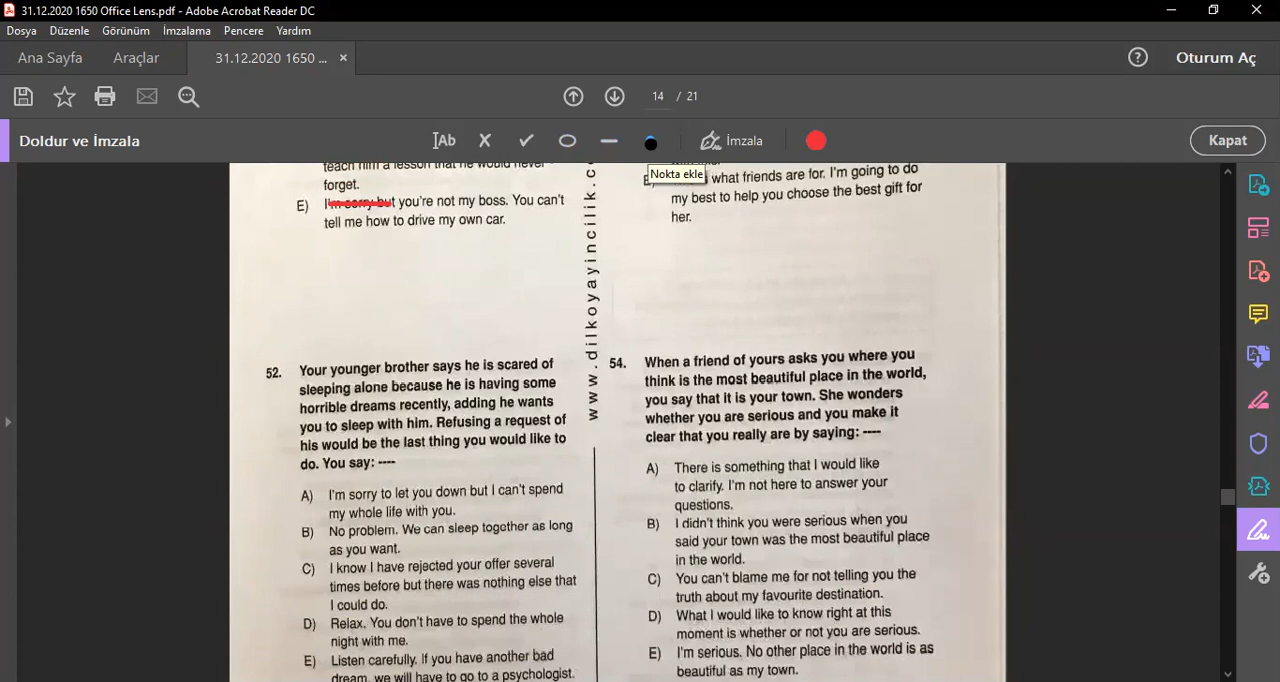 31.12.2020 1650 Office Lens.pdf - Adobe Acrobat Reader DC
Dosya Düzenle Görünüm İmzalama Pencere Yardım
Ana Sayfa Araçlar 31.12.2020 1650 ... × ? Oturum Aç
14 / 21
Doldur ve İmzala IAb İmzala Kapat
Nokta ekle
teach him a lesson that he would never
forget.
E) I'm sorry but you're not my boss. You can't
tell me how to drive my own car.
52. Your younger brother says he is scared of
sleeping alone because he is having some
horrible dreams recently, adding he wants
you to sleep with him. Refusing a request of
his would be the last thing you would like to
do. You say: ----
A) I'm sorry to let you down but I can't spend
my whole life with you.
B) No problem. We can sleep together as long
as you want.
C) I know I have rejected your offer several
times before but there was nothing else that
I could do.
D) Relax. You don't have to spend the whole
night with me.
E) Listen carefully. If you have another bad
dream, we will have to go to a psychologist.
www.dilkoyayincilik.c
what friends are for. I'm going to do
my best to help you choose the best gift for
her.
54. When a friend of yours asks you where you
think is the most beautiful place in the world,
you say that it is your town. She wonders
whether you are serious and you make it
clear that you really are by saying: ----
A) There is something that I would like
to clarify. I'm not here to answer your
questions.
B) I didn't think you were serious when you
said your town was the most beautiful place
in the world.
C) You can't blame me for not telling you the
truth about my favourite destination.
D) What I would like to know right at this
moment is whether or not you are serious.
E) I'm serious. No other place in the world is as
beautiful as my town.